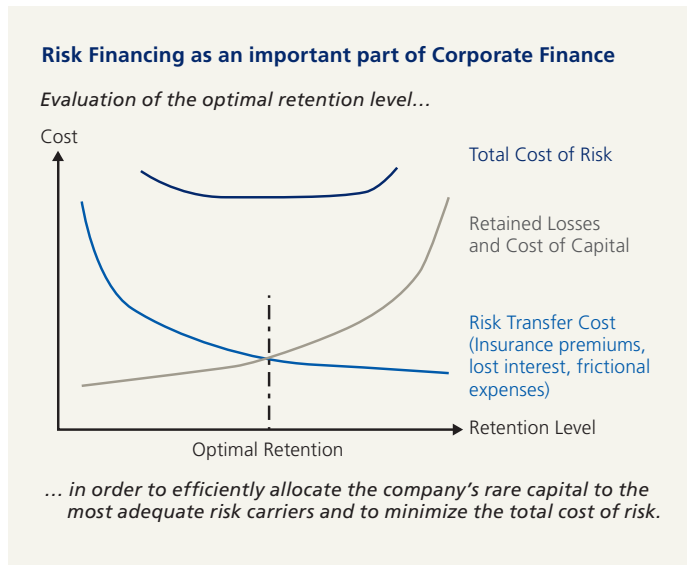 Risk Financing as an important part of Corporate Finance
Evaluation of the optimal retention level…
Cost
Total Cost of Risk
Retained Losses
and Cost of Capital
Risk Transfer Cost
(Insurance premiums,
lost interest, frictional
expenses)
Retention Level
Optimal Retention
… in order to efficiently allocate the company’s rare capital to the
most adequate risk carriers and to minimize the total cost of risk.